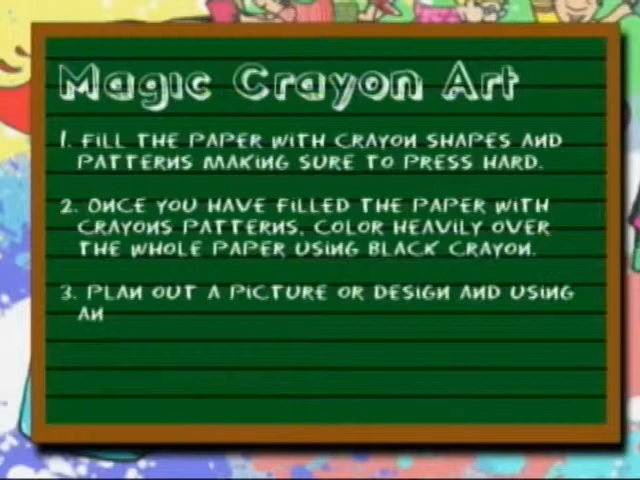 Magic Crayon Art
1. FILL THE PAPER WITH CRAYON SHAPES AND
PATTERNS MAKING SURE TO PRESS HARD.
2. ONCE YOU HAVE FILLED THE PAPER WITH
CRAYONS PATTERNS, COLOR HEAVILY OVER
THE WHOLE PAPER USING BLACK CRAYON.
3. PLAN OUT A PICTURE OR DESIGN AND USING
AN